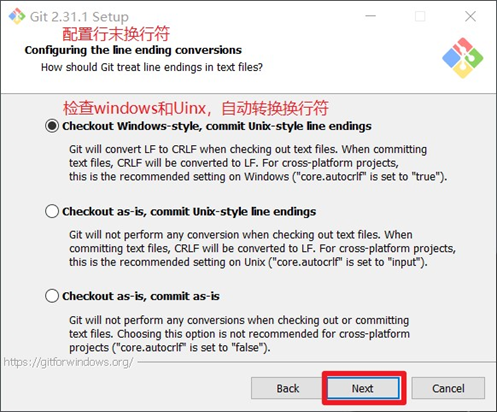 Git 2.31.1 Setup
配置行末换行符
Configuring the line ending conversions
How should Git treat line endings in text files?
检查windows和Uinx，自动转换换行符
Checkout Windows-style, commit Unix-style line endings
Git will convert LF to CRLF when checking out text files. When committing
text files, CRLF will be converted to LF. For cross-platform projects,
this is the recommended setting on Windows ("core.autocrlf" is set to "true").
Checkout as-is, commit Unix-style line endings
Git will not perform any conversion when checking out text files. When
committing text files, CRLF will be converted to LF. For cross-platform projects,
this is the recommended setting on Unix ("core.autocrlf" is set to "input").
Checkout as-is, commit as-is
Git will not perform any conversions when checking out or committing
text files. Choosing this option is not recommended for cross-platform
projects ("core.autocrlf" is set to "false").
https://gitforwindows.org/
Back
Next
Cancel